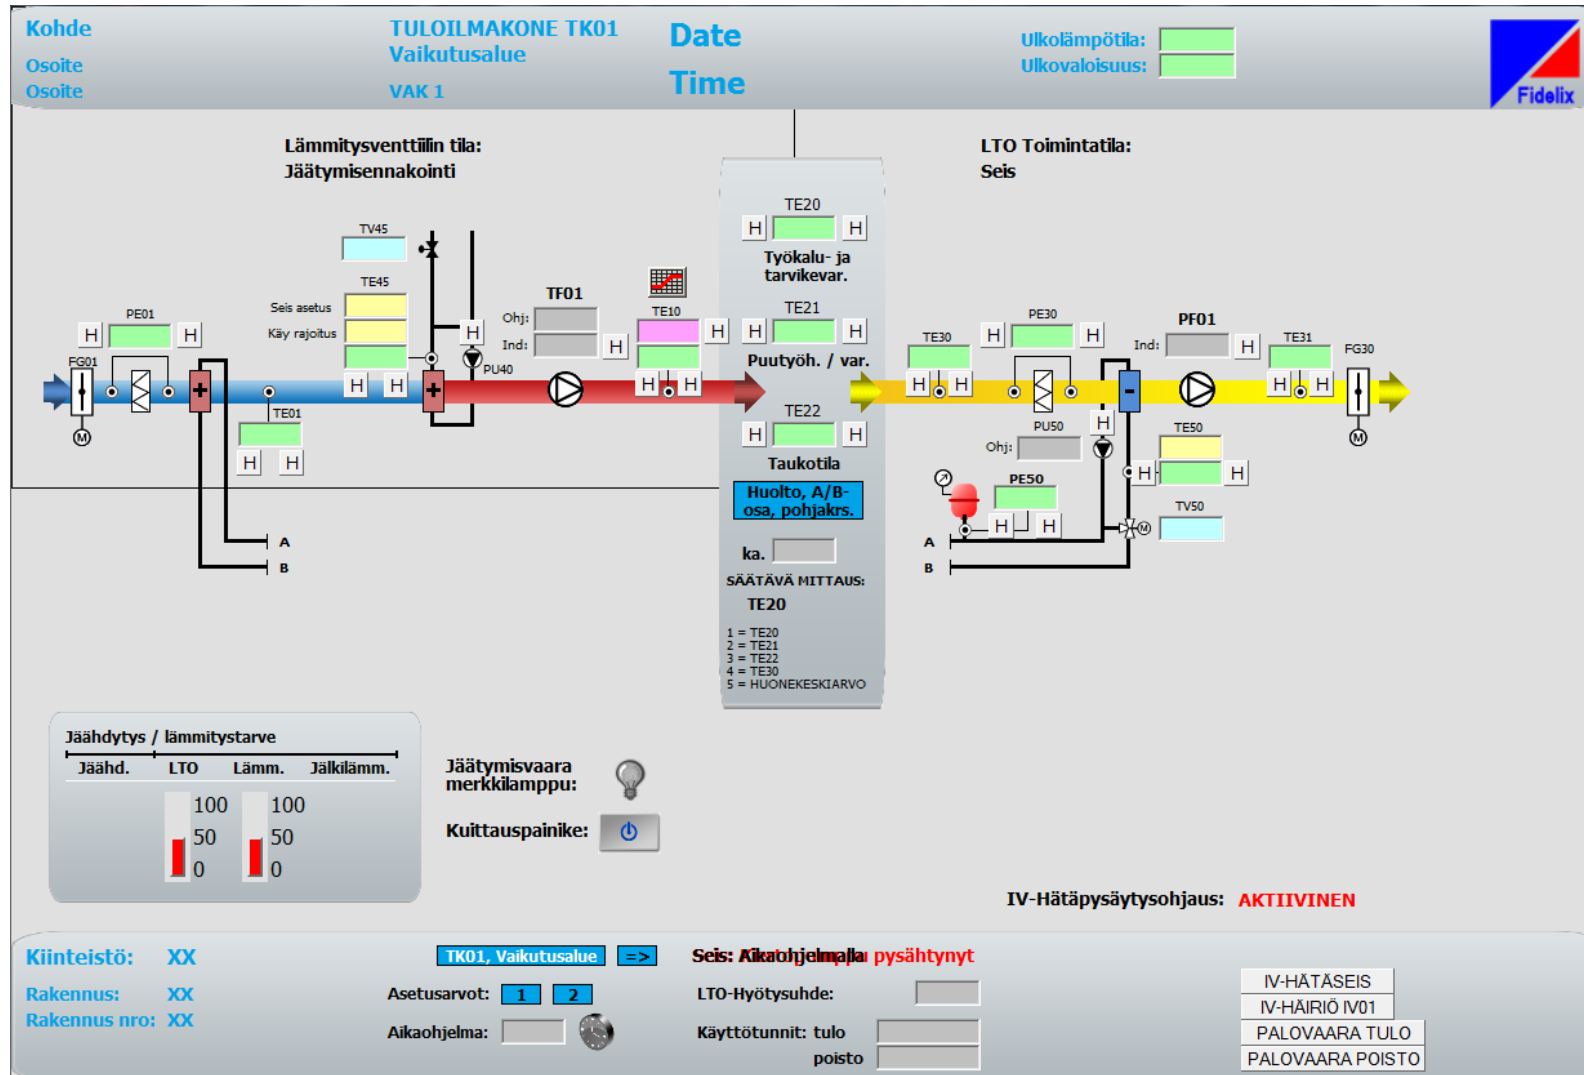 Kohde
TULOILMAKONE TK01
Date
Ulkolämpötila:
Vaikutusalue
Osoite
Ulkovaloisuus:
Osoite
VAK 1
Time
Fidelix
Lämmitysventtiilin tila:
Jäätymisennakointi
LTO Toimintatila:
Seis
TV45
TE45
Seis asetus
Käy rajoitus
H H
PE01
H H
FG01
M
+
TE01
H H
A
B
H
PU40
+
TF01
Ohj:
Ind:
H
TE10
H
H H
TE20
H H
Työkalu- ja
tarvikevar.
TE21
H H
Puutyöh. / var.
TE22
H H
Taukotila
Huolto, A/B-
osa, pohjakrs.
ka.
SÄÄTÄVÄ MITTAUS:
TE20
1 = TE20
2 = TE21
3 = TE22
4 = TE30
5 = HUONEKESKIARVO
TE30
H H
PE30
H H
PF01
Ind:
H
TE31
H H
FG30
M
-
PU50
Ohj:
H
TE50
H H
PE50
H H
TV50
M
A
B
Jäähdytys / lämmitystarve
Jäähd. LTO Lämm. Jälkilämm.
100 100
50 50
0 0
Jäätymisvaara
merkkilamppu:
Kuittauspainike:
IV-Hätäpysäytysohjaus: AKTIIVINEN
Kiinteistö: XX
Rakennus: XX
Rakennus nro: XX
TK01, Vaikutusalue =>
Asetusarvot: 1 2
Aikaohjelma:
Seis: Aikaohjelmalla
pysähtynyt
LTO-Hyötysuhde:
Käyttötunnit: tulo
poisto
IV-HÄTÄSEIS
IV-HÄIRIÖ IV01
PALOVAARA TULO
PALOVAARA POISTO